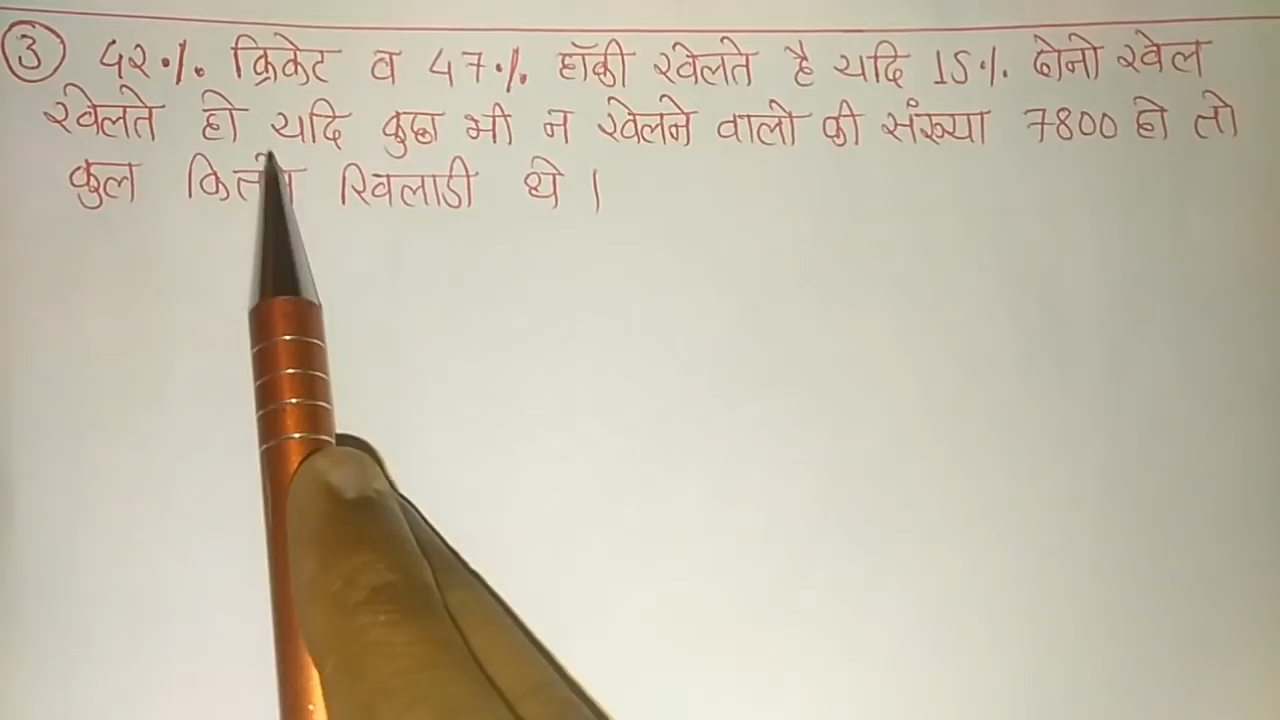 ③ 42% क्रिकेट व 47% हॉकी खेलते है यदि 15% दोनो खेल
खेलते हो यदि कुछ भी न खेलने वालो की संख्या 7800 हो तो
कुल खिलाडी थे ।